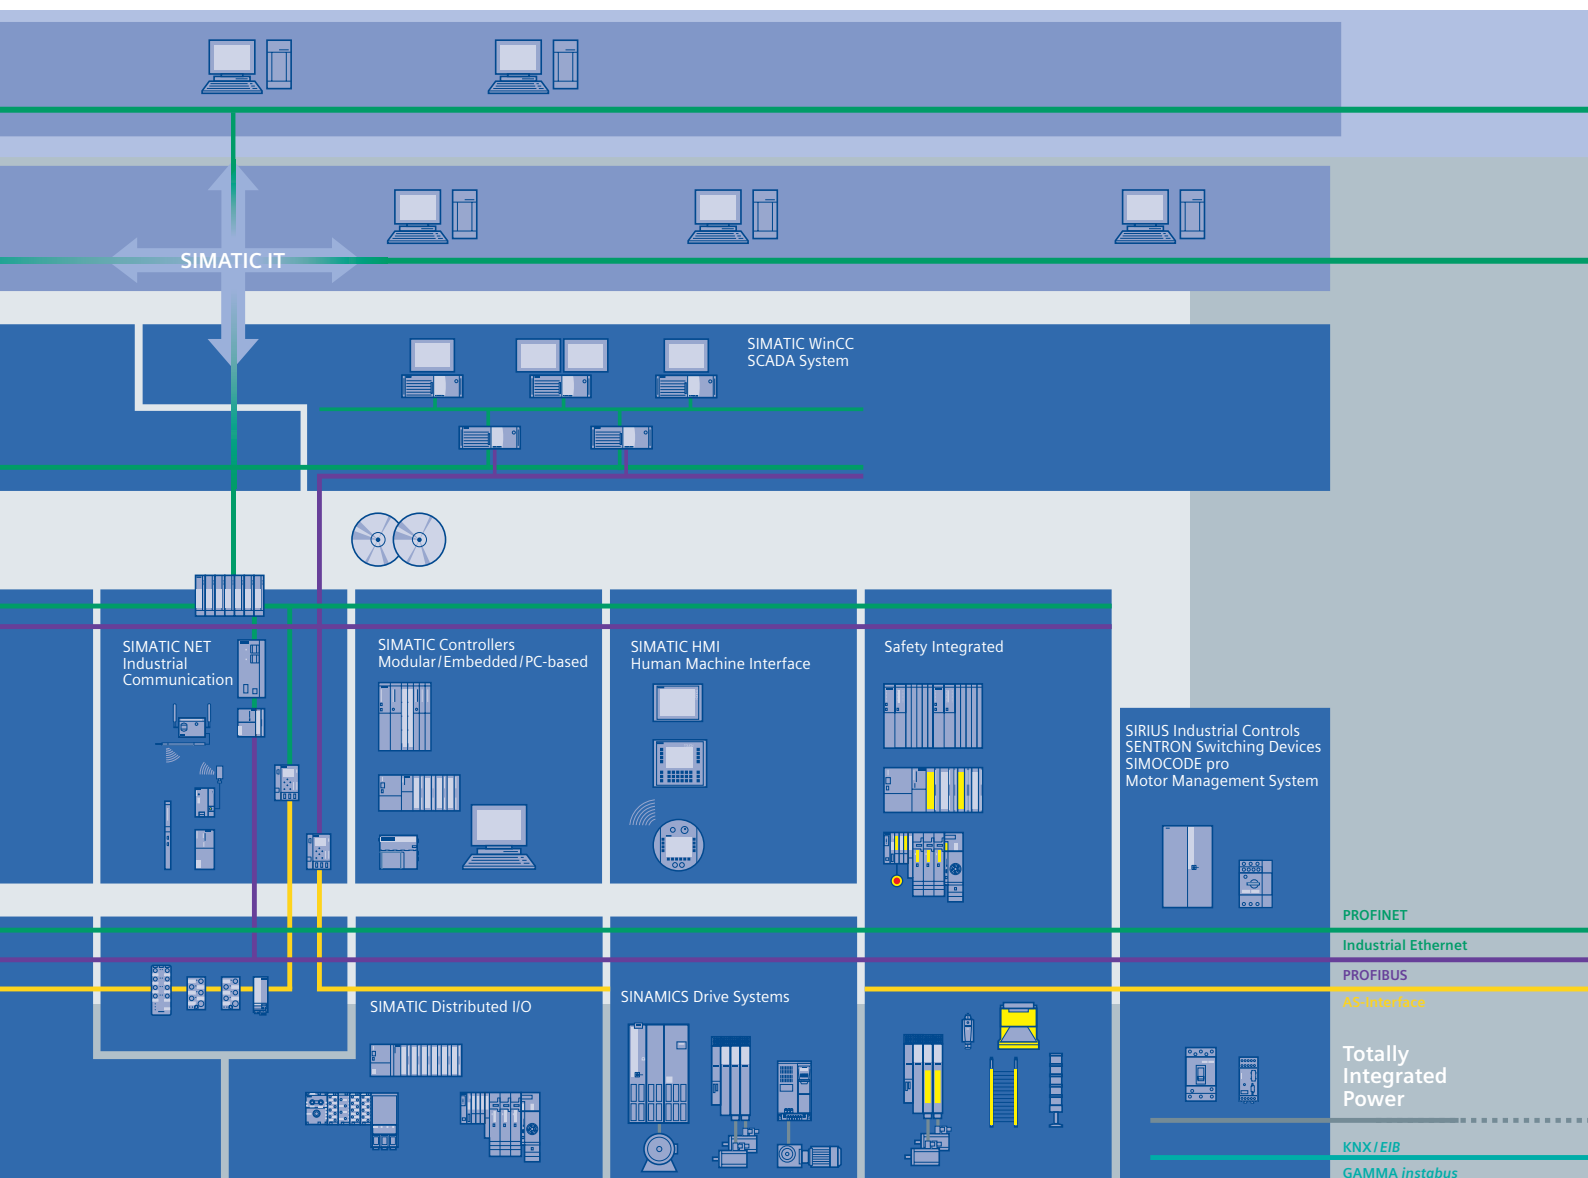 SIMATIC IT
SIMATIC WinCC
SCADA System
SIMATIC NET
Industrial
Communication
SIMATIC Controllers
Modular/Embedded/PC-based
SIMATIC HMI
Human Machine Interface
Safety Integrated
SIRIUS Industrial Controls
SENTRON Switching Devices
SIMOCODE pro
Motor Management System
PROFINET
Industrial Ethernet
PROFIBUS
AS-Interface
SIMATIC Distributed I/O
SINAMICS Drive Systems
Totally
Integrated
Power
KNX/EIB
GAMMA instabus